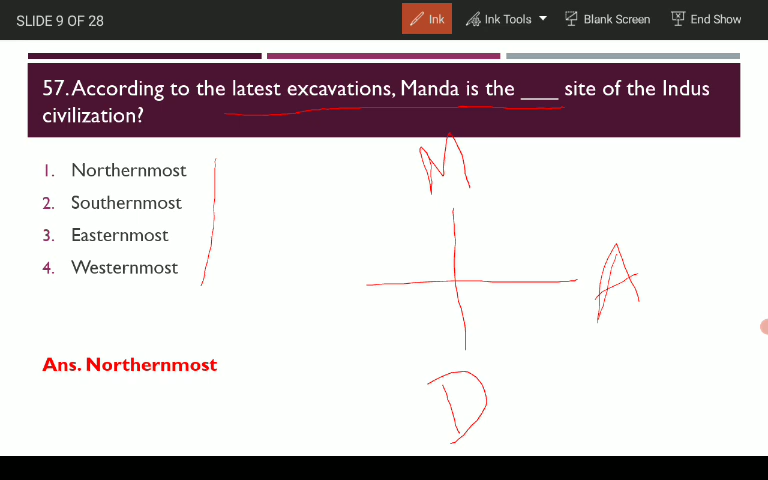 SLIDE 9 OF 28
Ink
Ink Tools
Blank Screen
End Show
57. According to the latest excavations, Manda is the ___ site of the Indus
civilization?
1. Northernmost
2. Southernmost
3. Easternmost
4. Westernmost
Ans. Northernmost
M
A
D